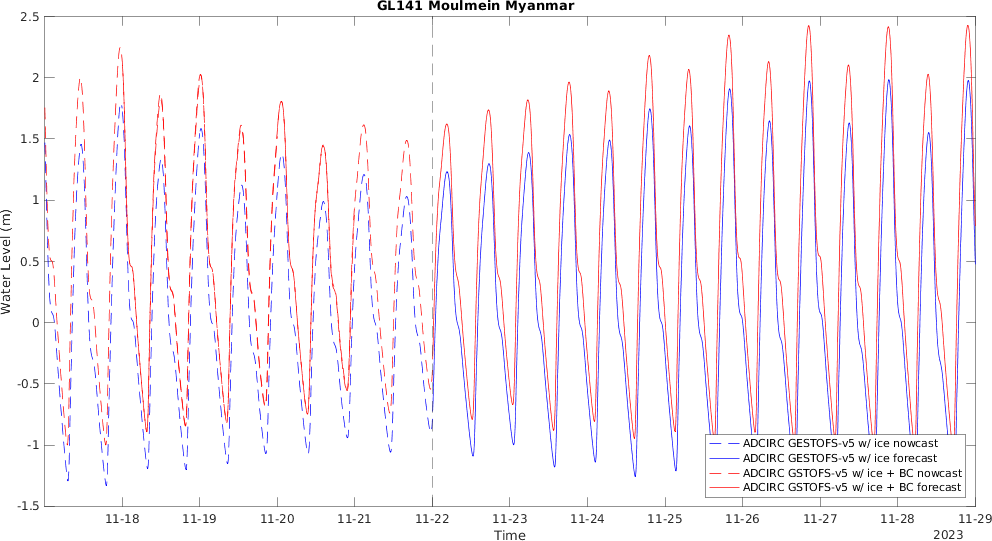 GL141 Moulmein Myanmar
2.5
2
1.5
1
0.5
0
-0.5
-1
-1.5
Water Level (m)
11-18 11-19 11-20 11-21 11-22 11-23 11-24 11-25 11-26 11-27 11-28 11-29
Time
2023
ADCIRC GESTOFS-v5 w/ ice nowcast
ADCIRC GESTOFS-v5 w/ ice forecast
ADCIRC GSTOFS-v5 w/ ice + BC nowcast
ADCIRC GSTOFS-v5 w/ ice + BC forecast